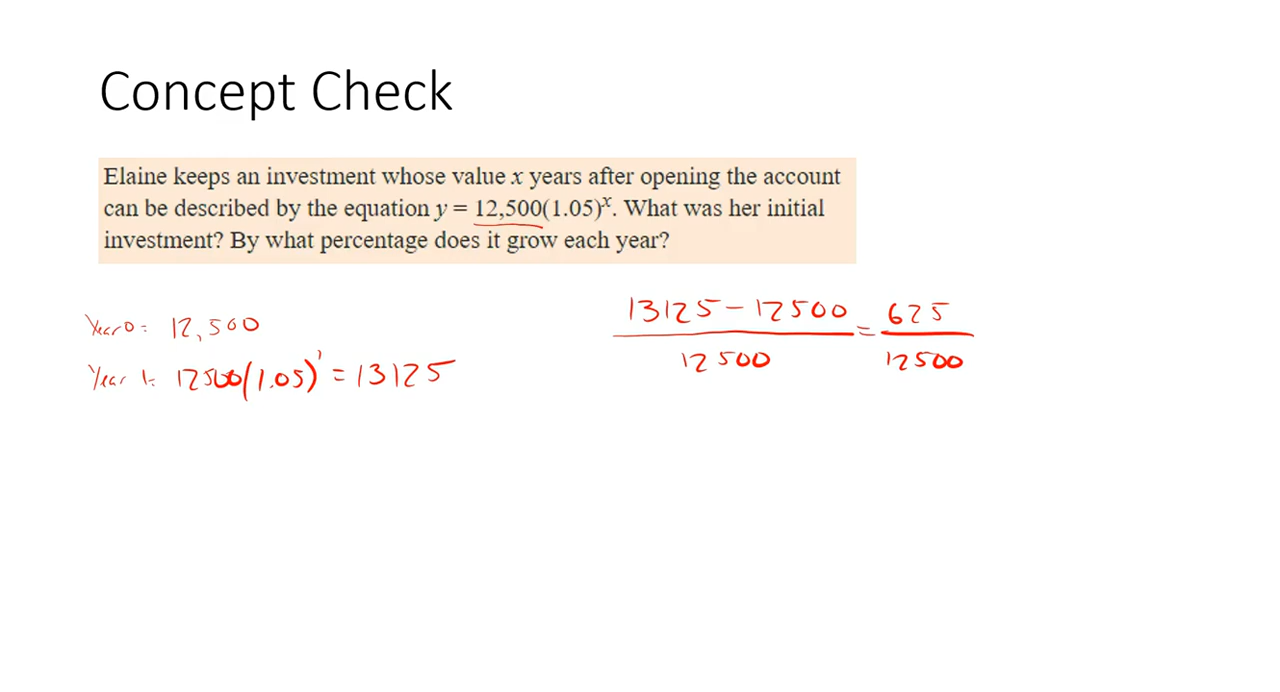 Concept Check
Elaine keeps an investment whose value x years after opening the account
can be described by the equation y = 12,500(1.05)^x. What was her initial
investment? By what percentage does it grow each year?
Year 0: 12,500
Year 1: 12500(1.05)^1 = 13125
(13125 - 12500)/12500 = 625/12500